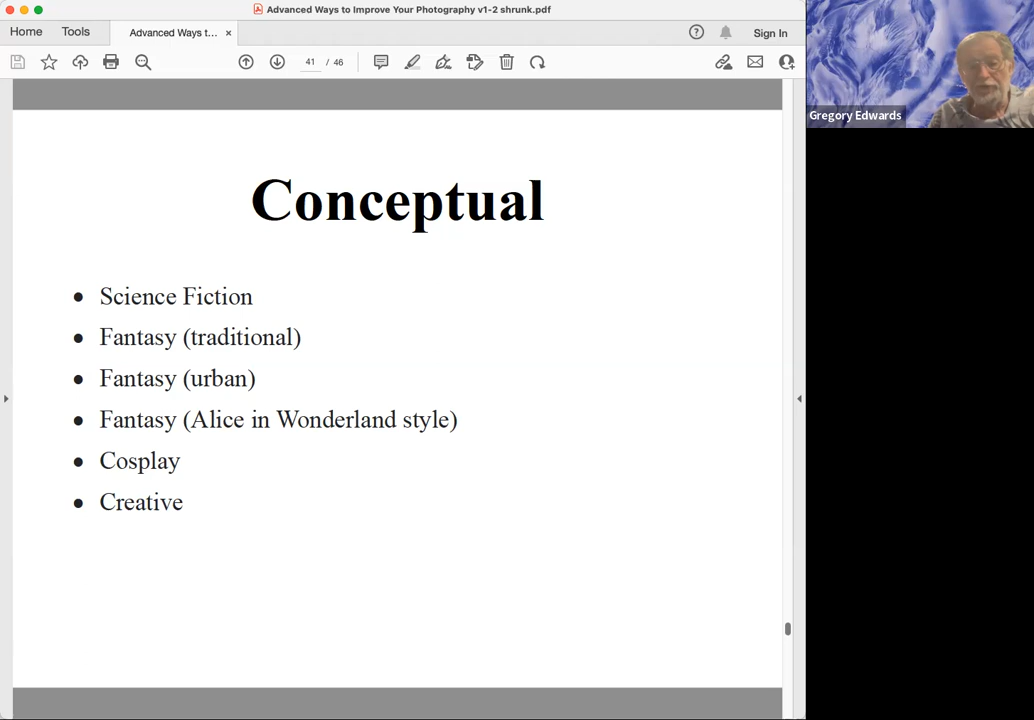 Advanced Ways to Improve Your Photography v1-2 shrunk.pdf
Home Tools Advanced Ways t... × Sign In
41 / 46
Gregory Edwards
Conceptual
• Science Fiction
• Fantasy (traditional)
• Fantasy (urban)
• Fantasy (Alice in Wonderland style)
• Cosplay
• Creative